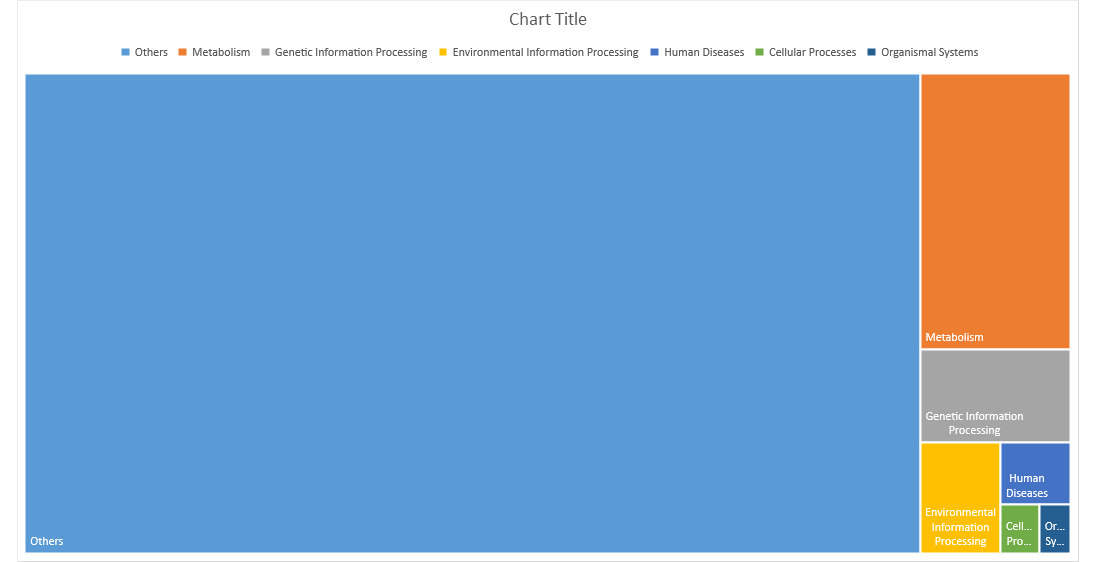 Chart Title
Others Metabolism Genetic Information Processing Environmental Information Processing Human Diseases Cellular Processes Organismal Systems
Metabolism
Genetic Information
Processing
Human
Diseases
Environmental
Information
Processing
Cell...
Pro...
Or...
Sy...
Others